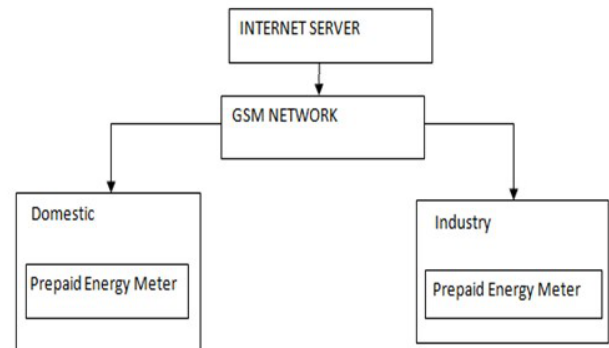 INTERNET SERVER
GSM NETWORK
Domestic
Prepaid Energy Meter
Industry
Prepaid Energy Meter